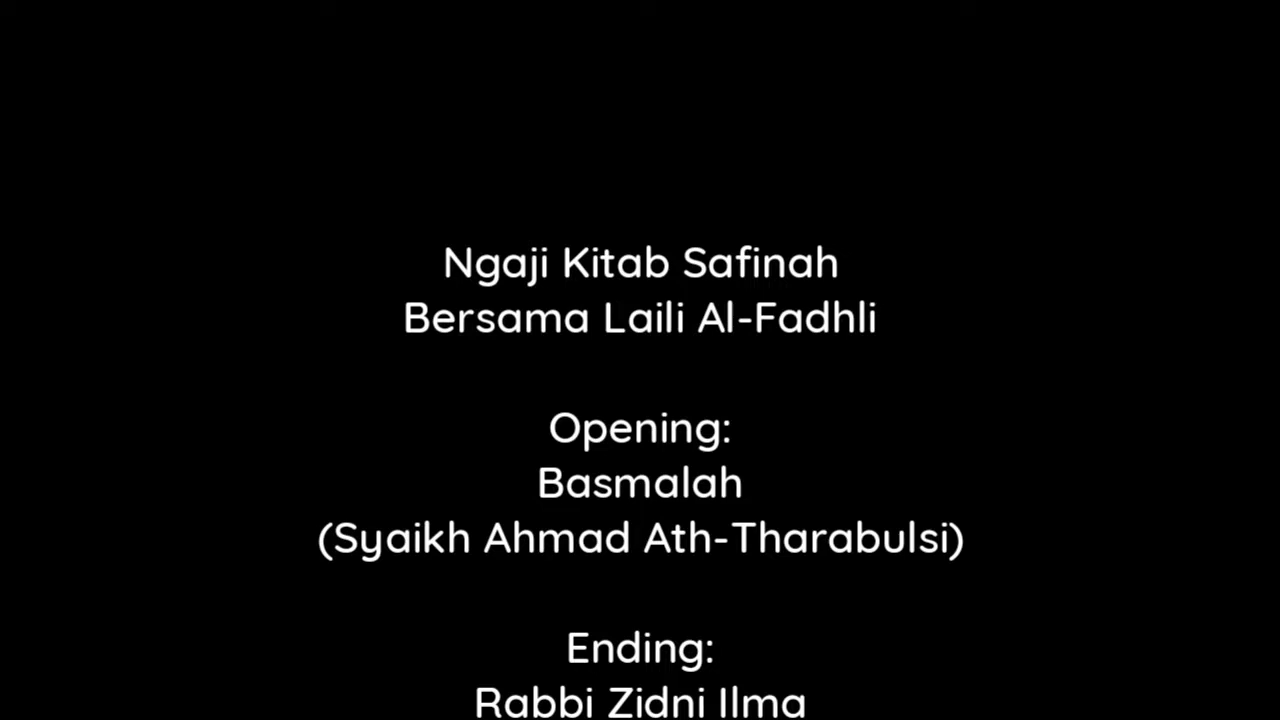 Ngaji Kitab Safinah
Bersama Laili Al-Fadhli
Opening:
Basmalah
(Syaikh Ahmad Ath-Tharabulsi)
Ending:
Rabbi Zidni Ilma